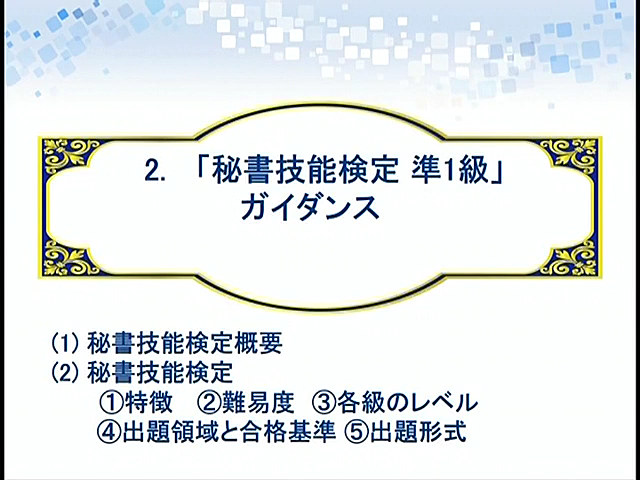 2. 「秘書技能検定 準1級」
ガイダンス
(1) 秘書技能検定概要
(2) 秘書技能検定
①特徴 ②難易度 ③各級のレベル
④出題領域と合格基準 ⑤出題形式